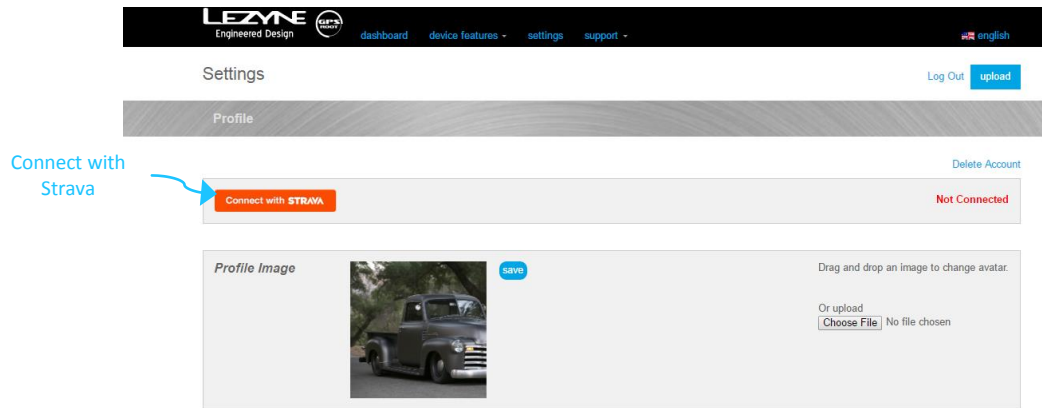 LEZYNE GPS ROOT
Engineered Design
dashboard device features settings support english
Settings
Log Out upload
Profile
Connect with
Strava
Delete Account
Connect with STRAVA
Not Connected
Profile Image
save
Drag and drop an image to change avatar.
Or upload
Choose File No file chosen